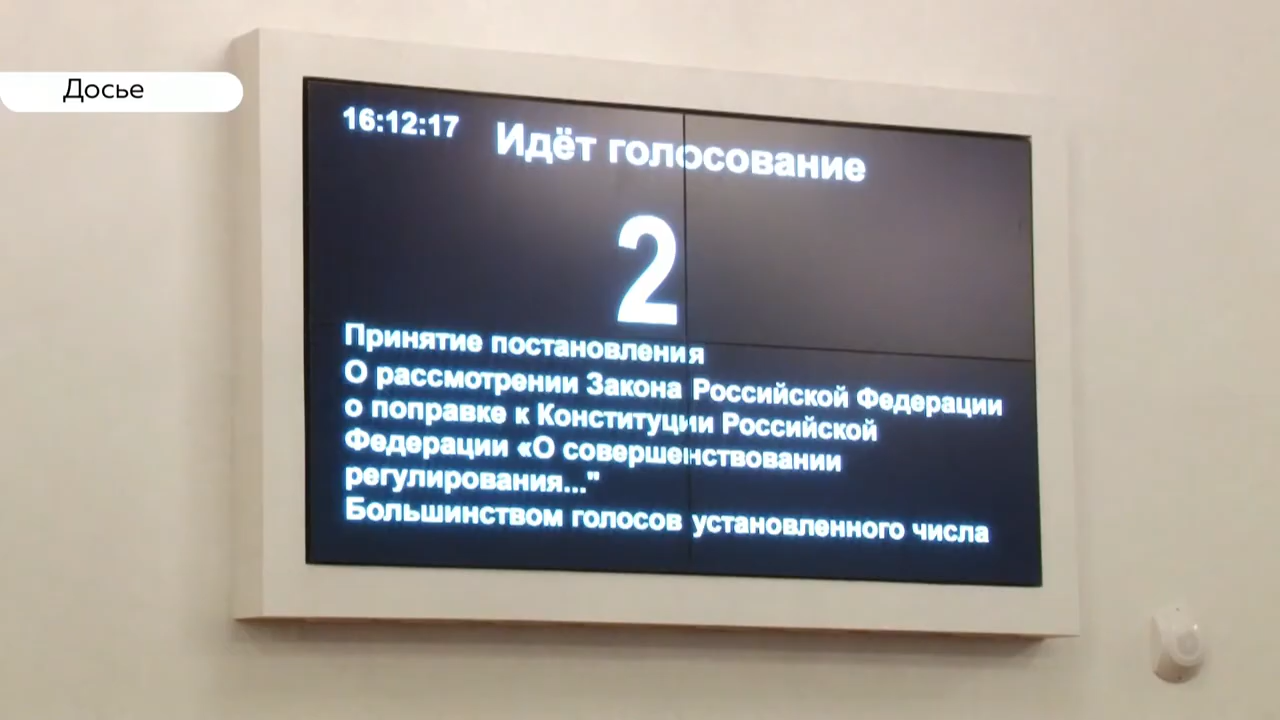 Досье
16:12:17 Идёт голосование
2
Принятие постановления
О рассмотрении Закона Российской Федерации
о поправке к Конституции Российской
Федерации «О совершенствовании
регулирования..."
Большинством голосов установленного числа